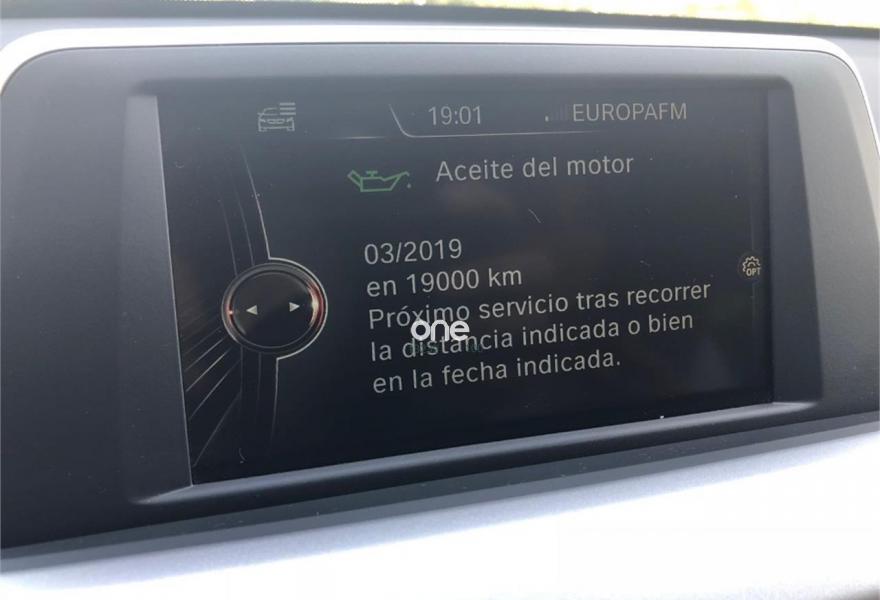 19:01
EUROPAFM
Aceite del motor
03/2019
en 19000 km
OPT
Próximo servicio tras recorrer
la distancia indicada o bien
en la fecha indicada.
one